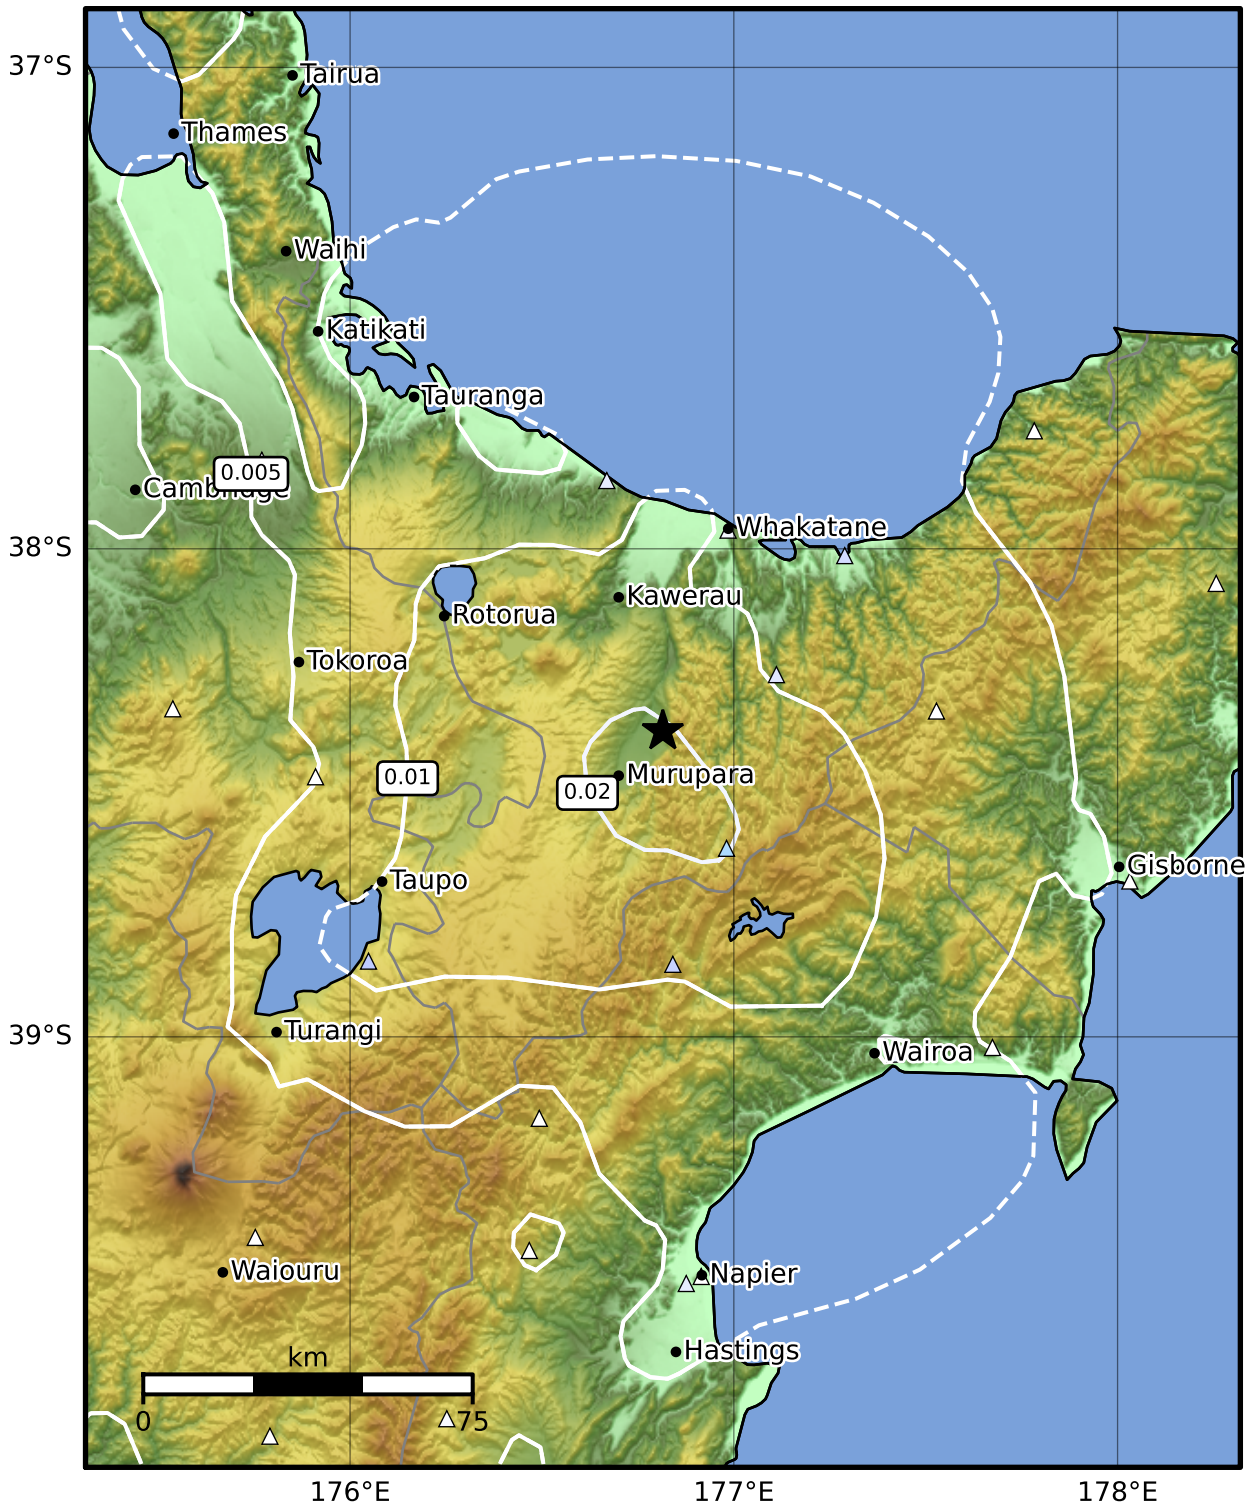 37°S
Tairua
Thames
Waihi
Katikati
Tauranga
0.005
Cambridge
Whakatane
38°S
Kawerau
Rotorua
Tokoroa
0.01
0.02
Murupara
Taupo
Gisborne
39°S
Turangi
Wairoa
Waiouru
Napier
Hastings
km
0
75
176°E
177°E
178°E